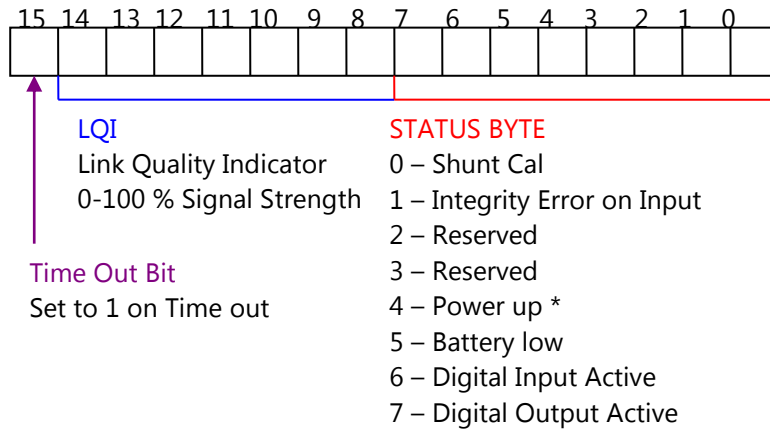 15 14 13 12 11 10 9 8 7 6 5 4 3 2 1 0
LQI
Link Quality Indicator
0-100 % Signal Strength
Time Out Bit
Set to 1 on Time out
STATUS BYTE
0 – Shunt Cal
1 – Integrity Error on Input
2 – Reserved
3 – Reserved
4 – Power up *
5 – Battery low
6 – Digital Input Active
7 – Digital Output Active